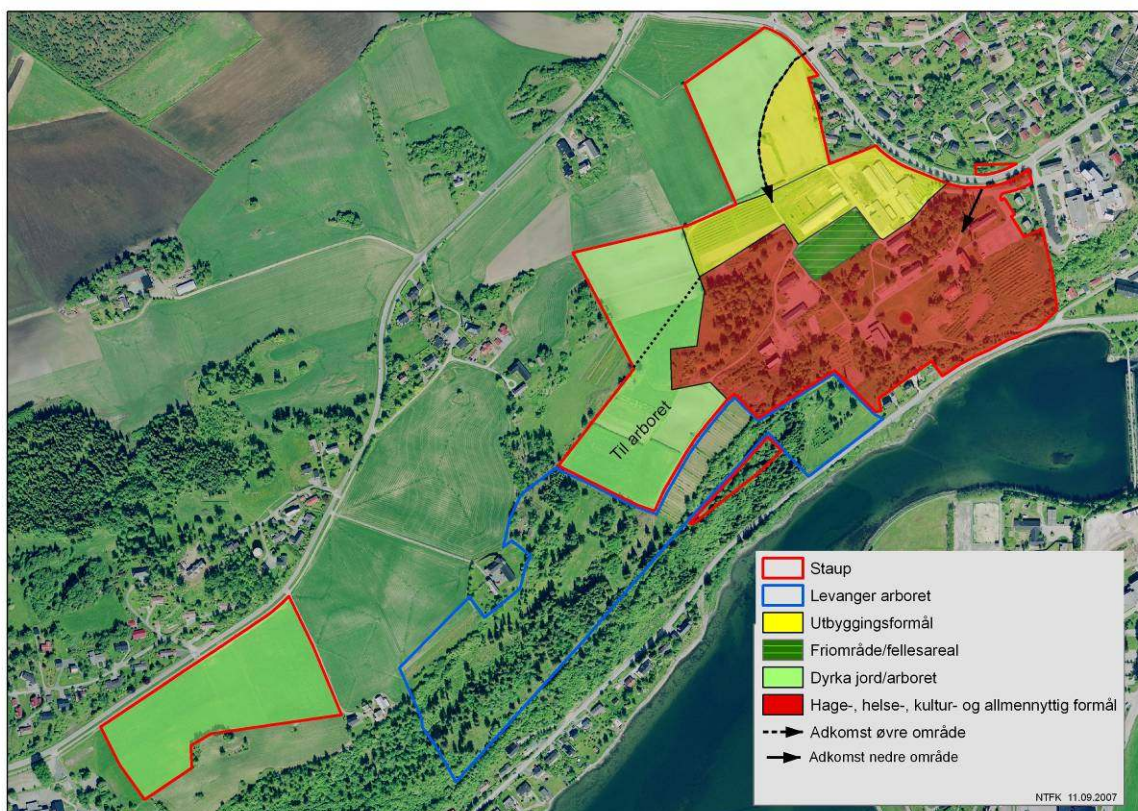 Til arboret
Staup
Levanger arboret
Utbyggingsformål
Friområde/fellesareal
Dyrka jord/arboret
Hage-, helse-, kultur- og allmennyttig formål
Adkomst øvre område
Adkomst nedre område
NTFK 11.09.2007